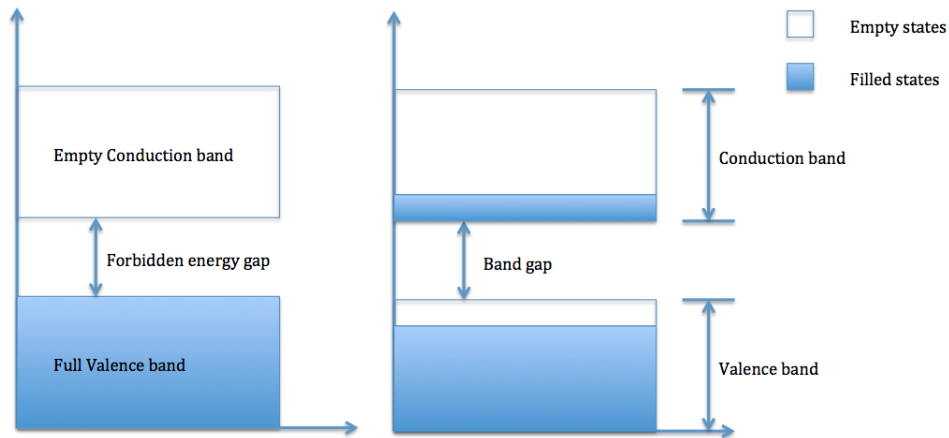 Empty states
Filled states
Empty Conduction band
Conduction band
Forbidden energy gap
Band gap
Full Valence band
Valence band